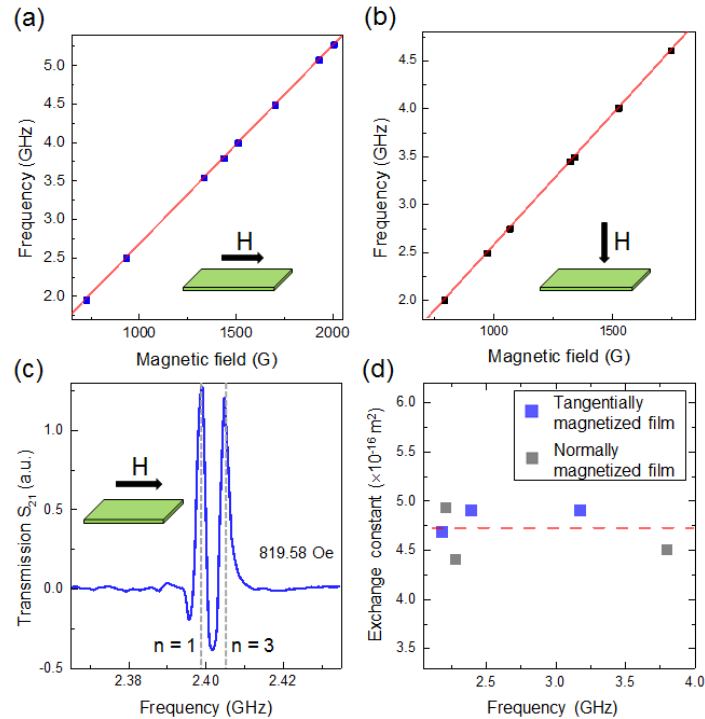 (a)
5.0
4.5
4.0
3.5
3.0
2.5
2.0
Frequency (GHz)
H
1000
1500
2000
Magnetic field (G)
(b)
4.5
4.0
3.5
3.0
2.5
2.0
Frequency (GHz)
H
1000
1500
Magnetic field (G)
(c)
1.0
0.5
0.0
-0.5
Transmission S21 (a.u.)
H
819.58 Oe
n = 1
n = 3
2.38
2.40
2.42
Frequency (GHz)
(d)
6.0
5.5
5.0
4.5
4.0
3.5
Exchange constant (×10⁻¹⁶ m²)
Tangentially
magnetized film
Normally
magnetized film
2.5
3.0
3.5
4.0
Frequency (GHz)